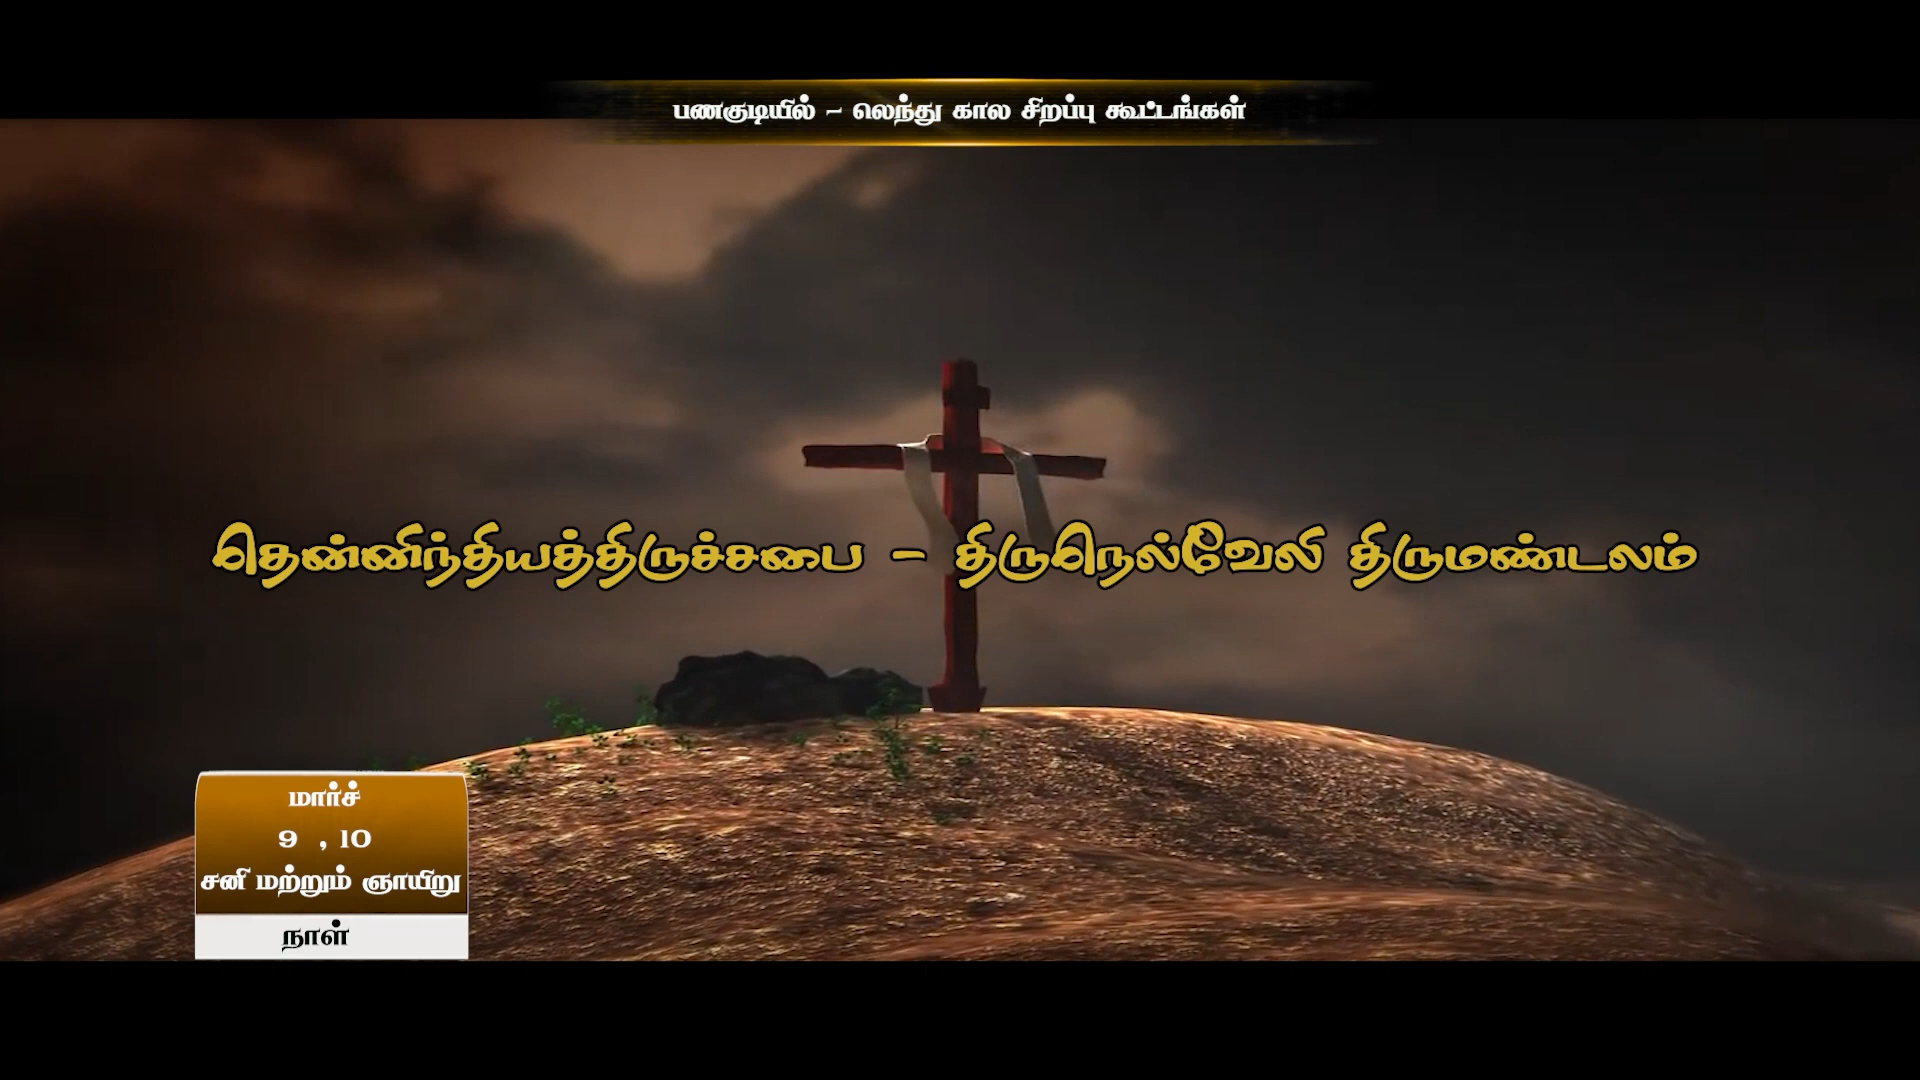 பணகுடியில் – லெந்து கால சிறப்பு கூட்டங்கள்
தென்னிந்தியத்திருச்சபை – திருநெல்வேலி திருமண்டலம்
மார்ச்
9 , 10
சனி மற்றும் ஞாயிறு
நாள்